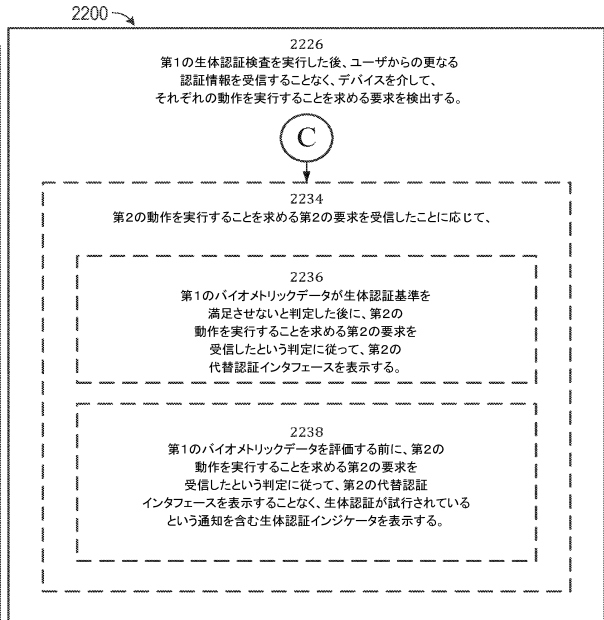 2200
2226
第1の生体認証検査を実行した後、ユーザからの更なる
認証情報を受信することなく、デバイスを介して、
それぞれの動作を実行することを求める要求を検出する。
C
2234
第2の動作を実行することを求める第2の要求を受信したことに応じて、
2236
第1のバイオメトリックデータが生体認証基準を
満足させないと判定した後に、第2の
動作を実行することを求める第2の要求を
受信したという判定に従って、第2の
代替認証インタフェースを表示する。
2238
第1のバイオメトリックデータを評価する前に、第2の
動作を実行することを求める第2の要求を
受信したという判定に従って、第2の代替認証
インタフェースを表示することなく、生体認証が試行されている
という通知を含む生体認証インジケータを表示する。